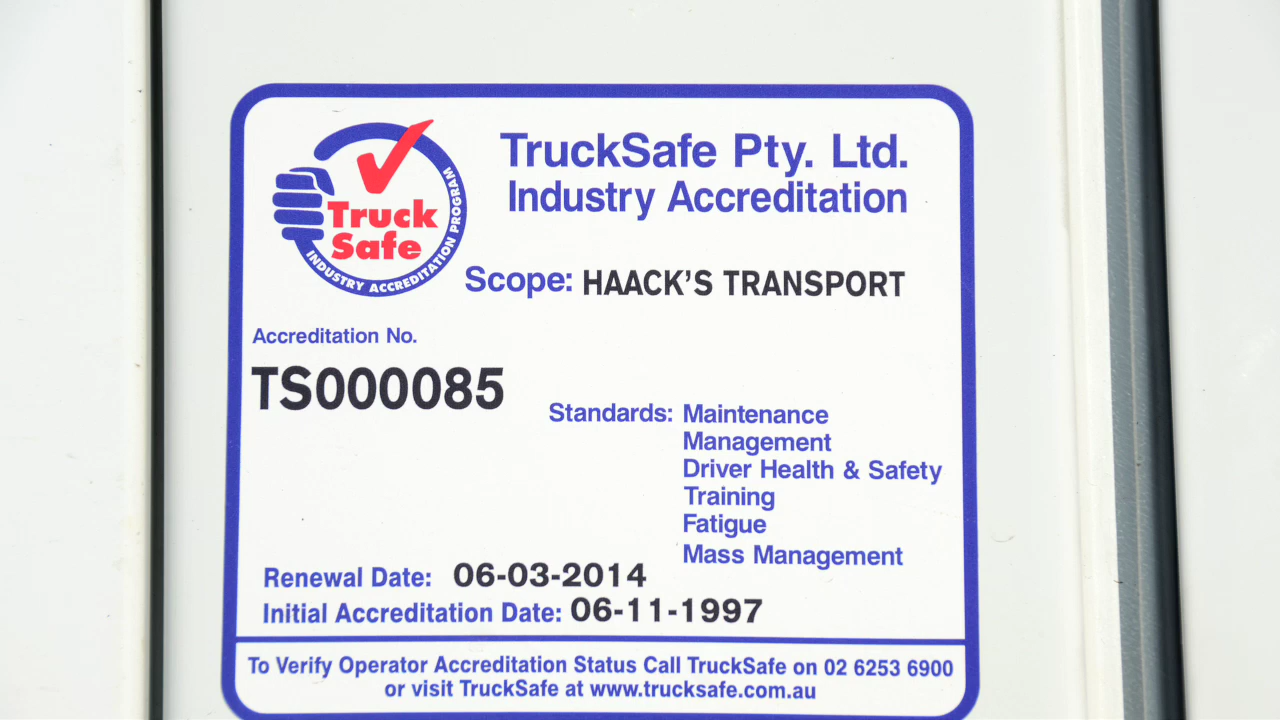 TruckSafe Pty. Ltd.
Industry Accreditation
Truck
Safe
INDUSTRY ACCREDITATION PROGRAM
Scope: HAACK'S TRANSPORT
Accreditation No.
TS000085
Standards: Maintenance
Management
Driver Health & Safety
Training
Fatigue
Mass Management
Renewal Date: 06-03-2014
Initial Accreditation Date: 06-11-1997
To Verify Operator Accreditation Status Call TruckSafe on 02 6253 6900
or visit TruckSafe at www.trucksafe.com.au